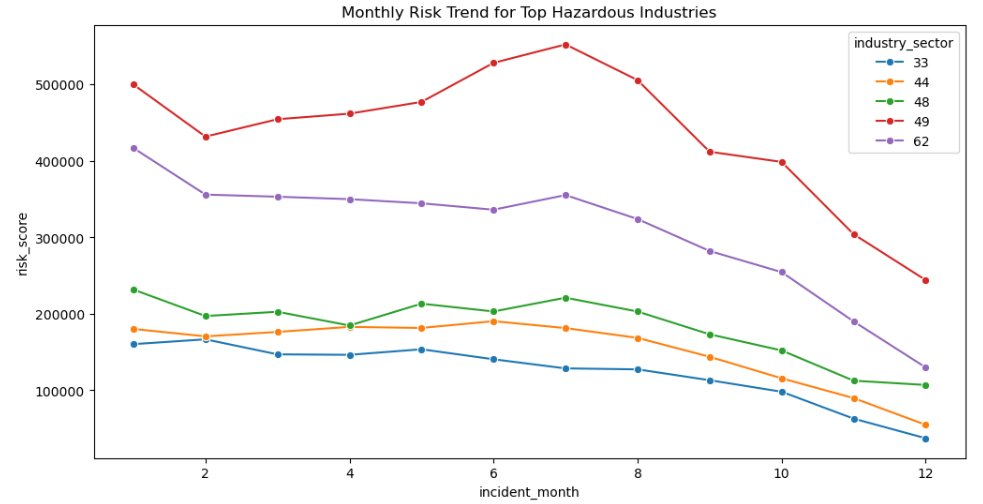 Monthly Risk Trend for Top Hazardous Industries
industry_sector
33
44
48
49
62
risk_score
500000
400000
300000
200000
100000
2 4 6 8 10 12
incident_month